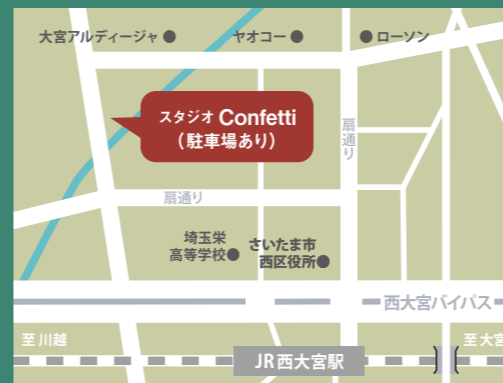 大宮アルディージャ
ヤオコー
ローソン
スタジオ Confetti
（駐車場あり）
扇通り
扇通り
埼玉栄
高等学校
さいたま市
西区役所
西大宮バイパス
至 川越
至 大宮
JR西大宮駅